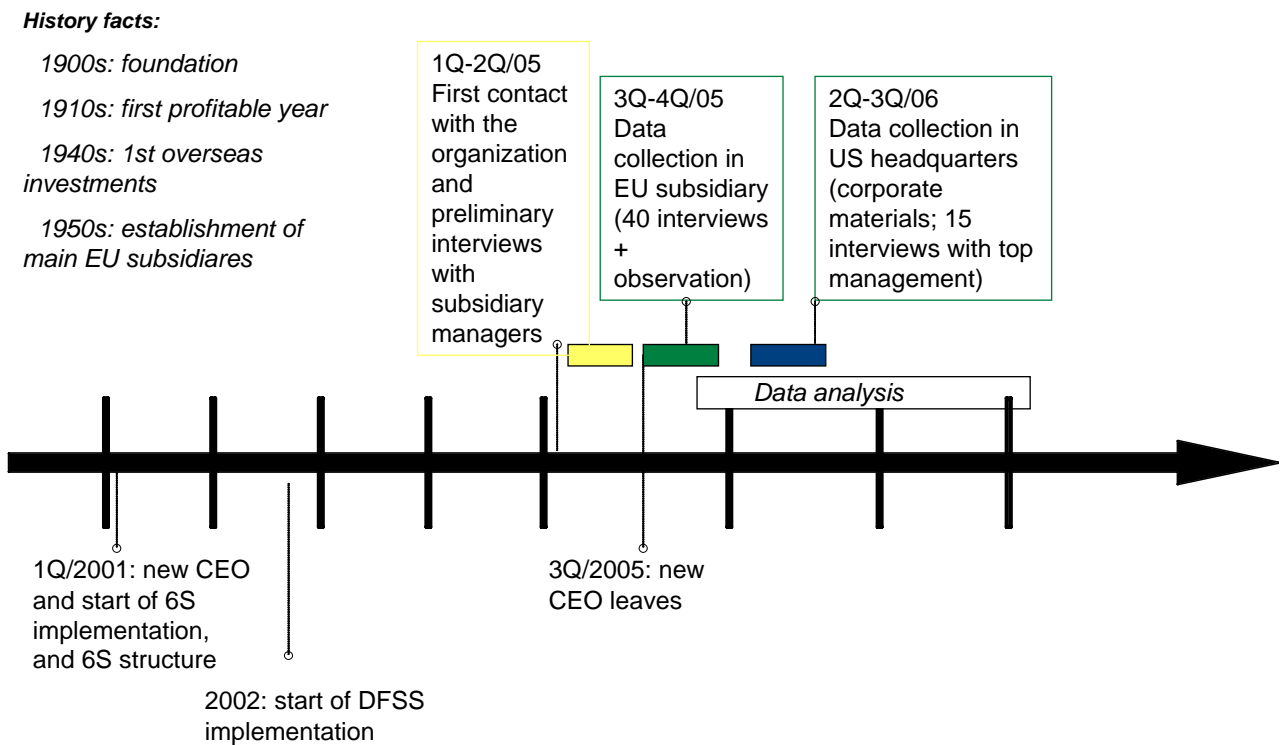 History facts:
1900s: foundation
1910s: first profitable year
1940s: 1st overseas
investments
1950s: establishment of
main EU subsidiares
1Q-2Q/05
First contact
with the
organization
and
preliminary
interviews
with
subsidiary
managers
3Q-4Q/05
Data
collection in
EU subsidiary
(40 interviews
+
observation)
2Q-3Q/06
Data collection in
US headquarters
(corporate
materials; 15
interviews with top
management)
Data analysis
1Q/2001: new CEO
and start of 6S
implementation,
and 6S structure
2002: start of DFSS
implementation
3Q/2005: new
CEO leaves